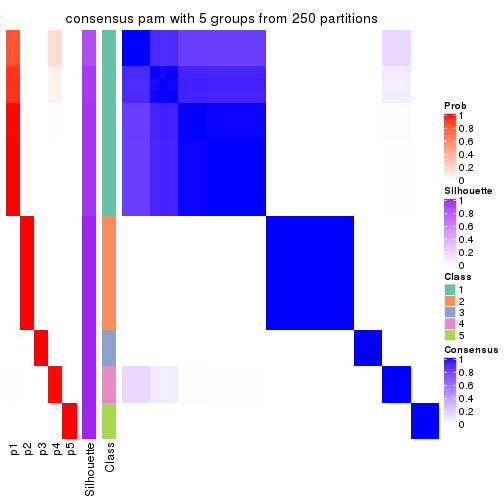 consensus pam with 5 groups from 250 partitions
Prob
1
0.8
0.6
0.4
0.2
0
Silhouette
1
0.8
0.6
0.4
0.2
0
Class
1
2
3
4
5
Consensus
1
0.8
0.6
0.4
0.2
0
p1
p2
p3
p4
p5
Silhouette
Class